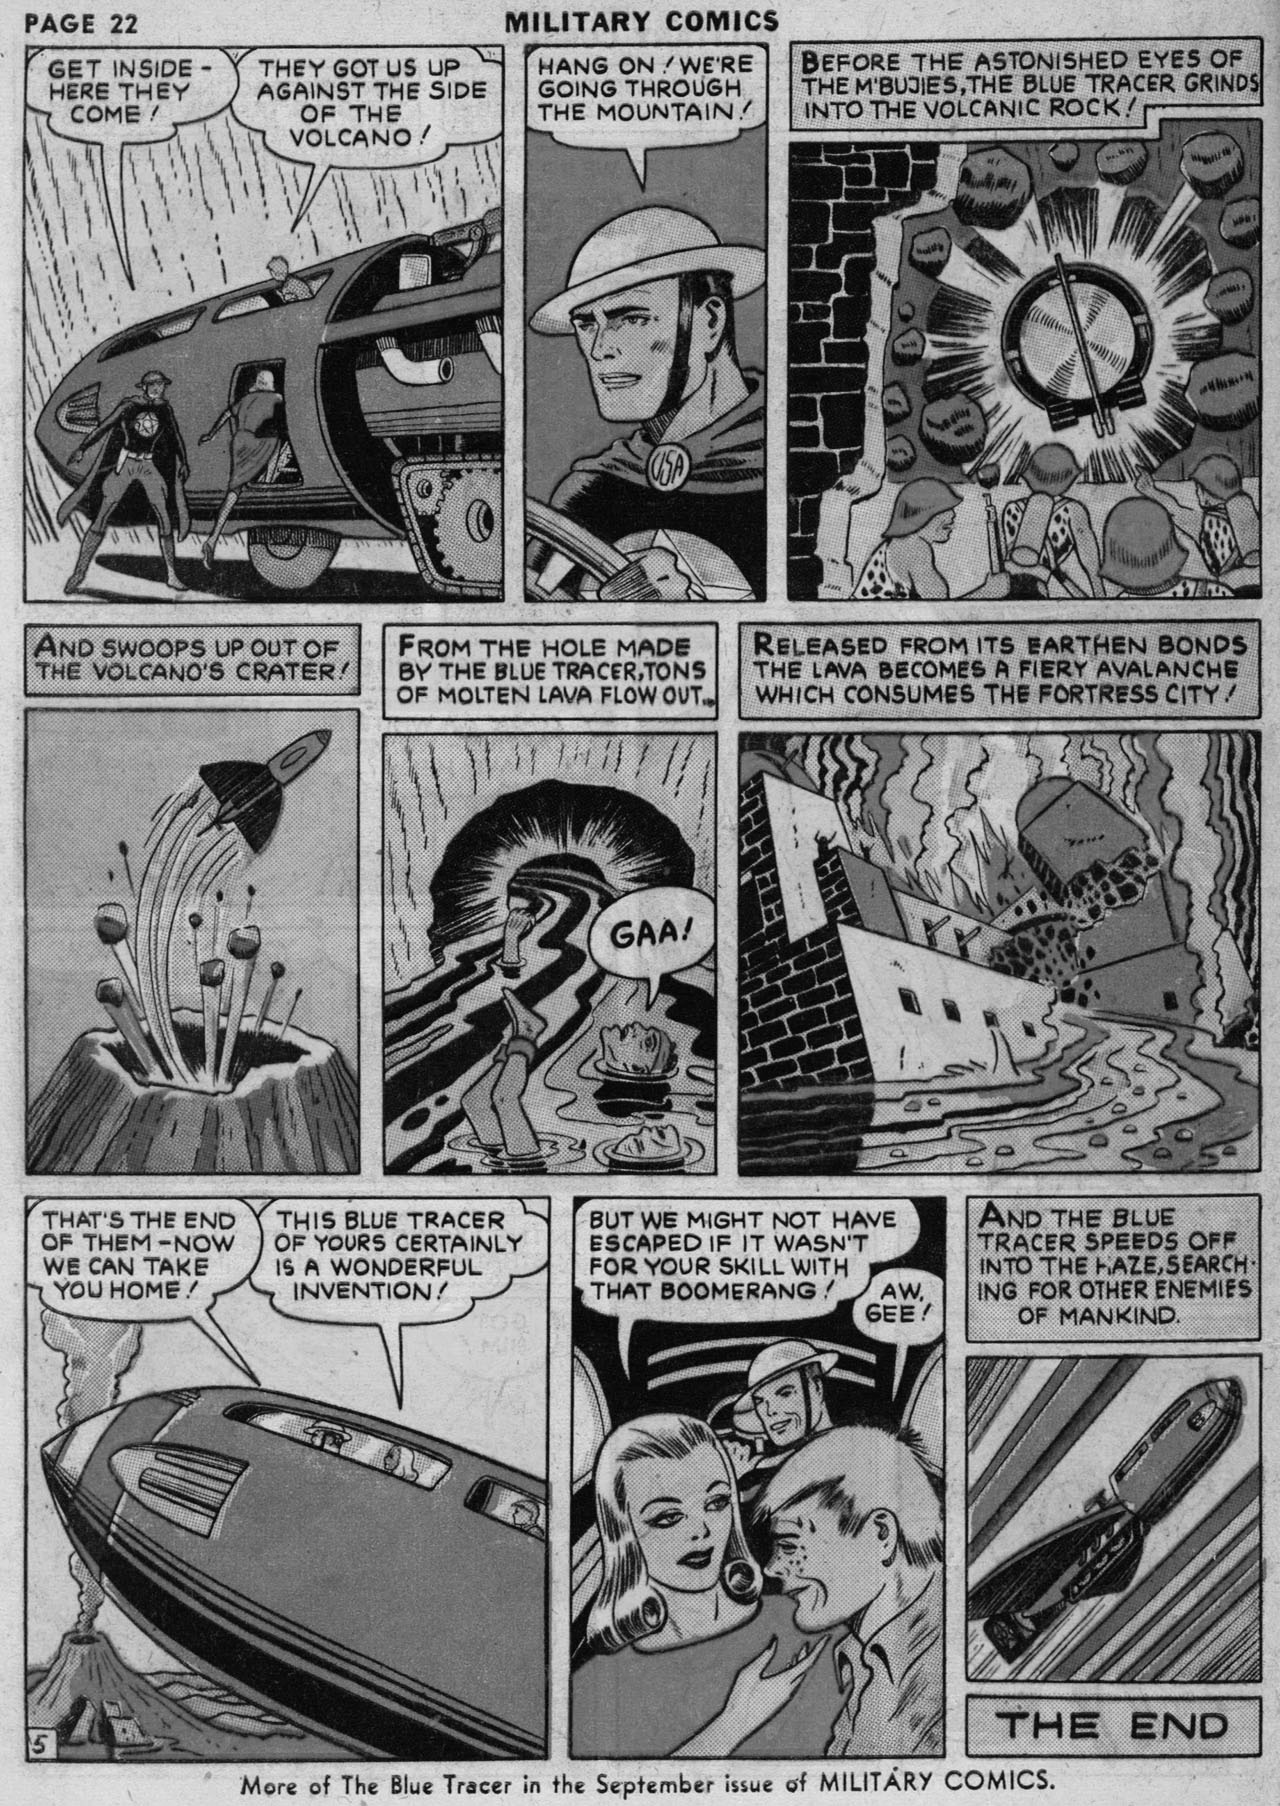 PAGE 22
MILITARY COMICS
GET INSIDE -
HERE THEY
COME!
THEY GOT US UP
AGAINST THE SIDE
OF THE
VOLCANO!
HANG ON! WE'RE
GOING THROUGH
THE MOUNTAIN!
USA
BEFORE THE ASTONISHED EYES OF
THE M'BUJIES, THE BLUE TRACER GRINDS
INTO THE VOLCANIC ROCK!
AND SWOOPS UP OUT OF
THE VOLCANO'S CRATER!
FROM THE HOLE MADE
BY THE BLUE TRACER, TONS
OF MOLTEN LAVA FLOW OUT..
GAA!
RELEASED FROM ITS EARTHEN BONDS
THE LAVA BECOMES A FIERY AVALANCHE
WHICH CONSUMES THE FORTRESS CITY!
THAT'S THE END
OF THEM - NOW
WE CAN TAKE
YOU HOME!
THIS BLUE TRACER
OF YOURS CERTAINLY
IS A WONDERFUL
INVENTION!
5
BUT WE MIGHT NOT HAVE
ESCAPED IF IT WASN'T
FOR YOUR SKILL WITH
THAT BOOMERANG!
AW,
GEE!
AND THE BLUE
TRACER SPEEDS OFF
INTO THE HAZE, SEARCH-
ING FOR OTHER ENEMIES
OF MANKIND.
THE END
More of The Blue Tracer in the September issue of MILITARY COMICS.